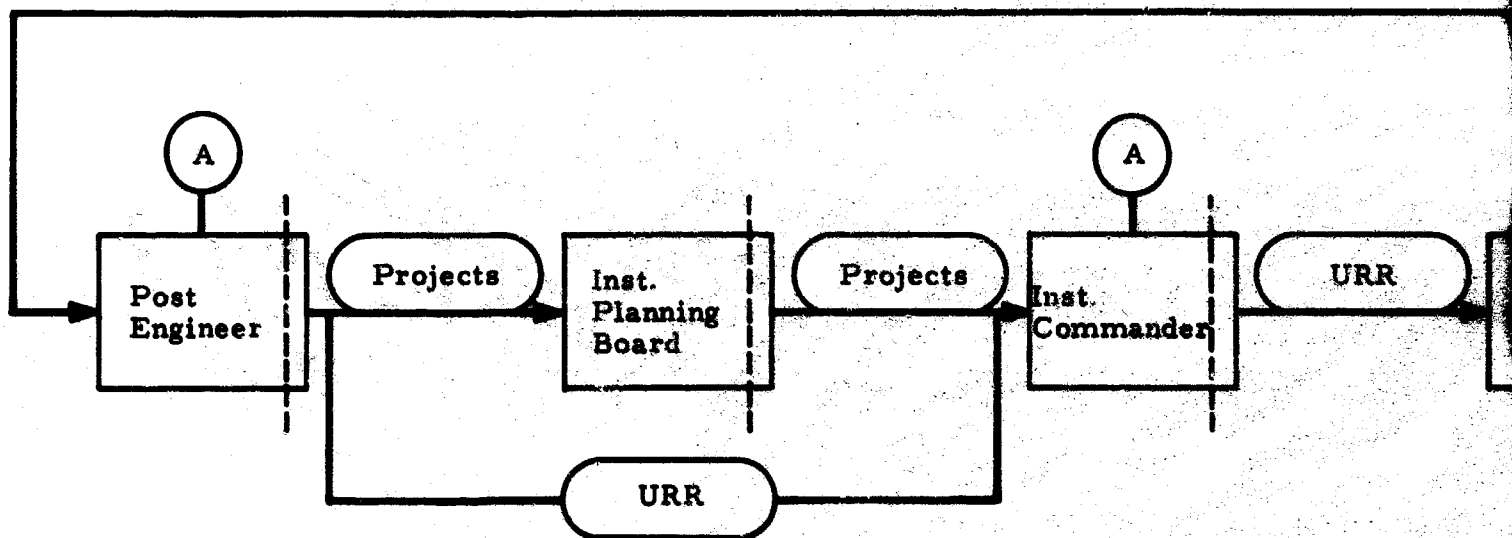 A
A
Post
Engineer
Projects
Inst.
Planning
Board
Projects
Inst.
Commander
URR
URR